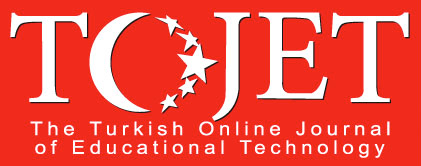 TOJET
The Turkish Online Journal
of Educational Technology